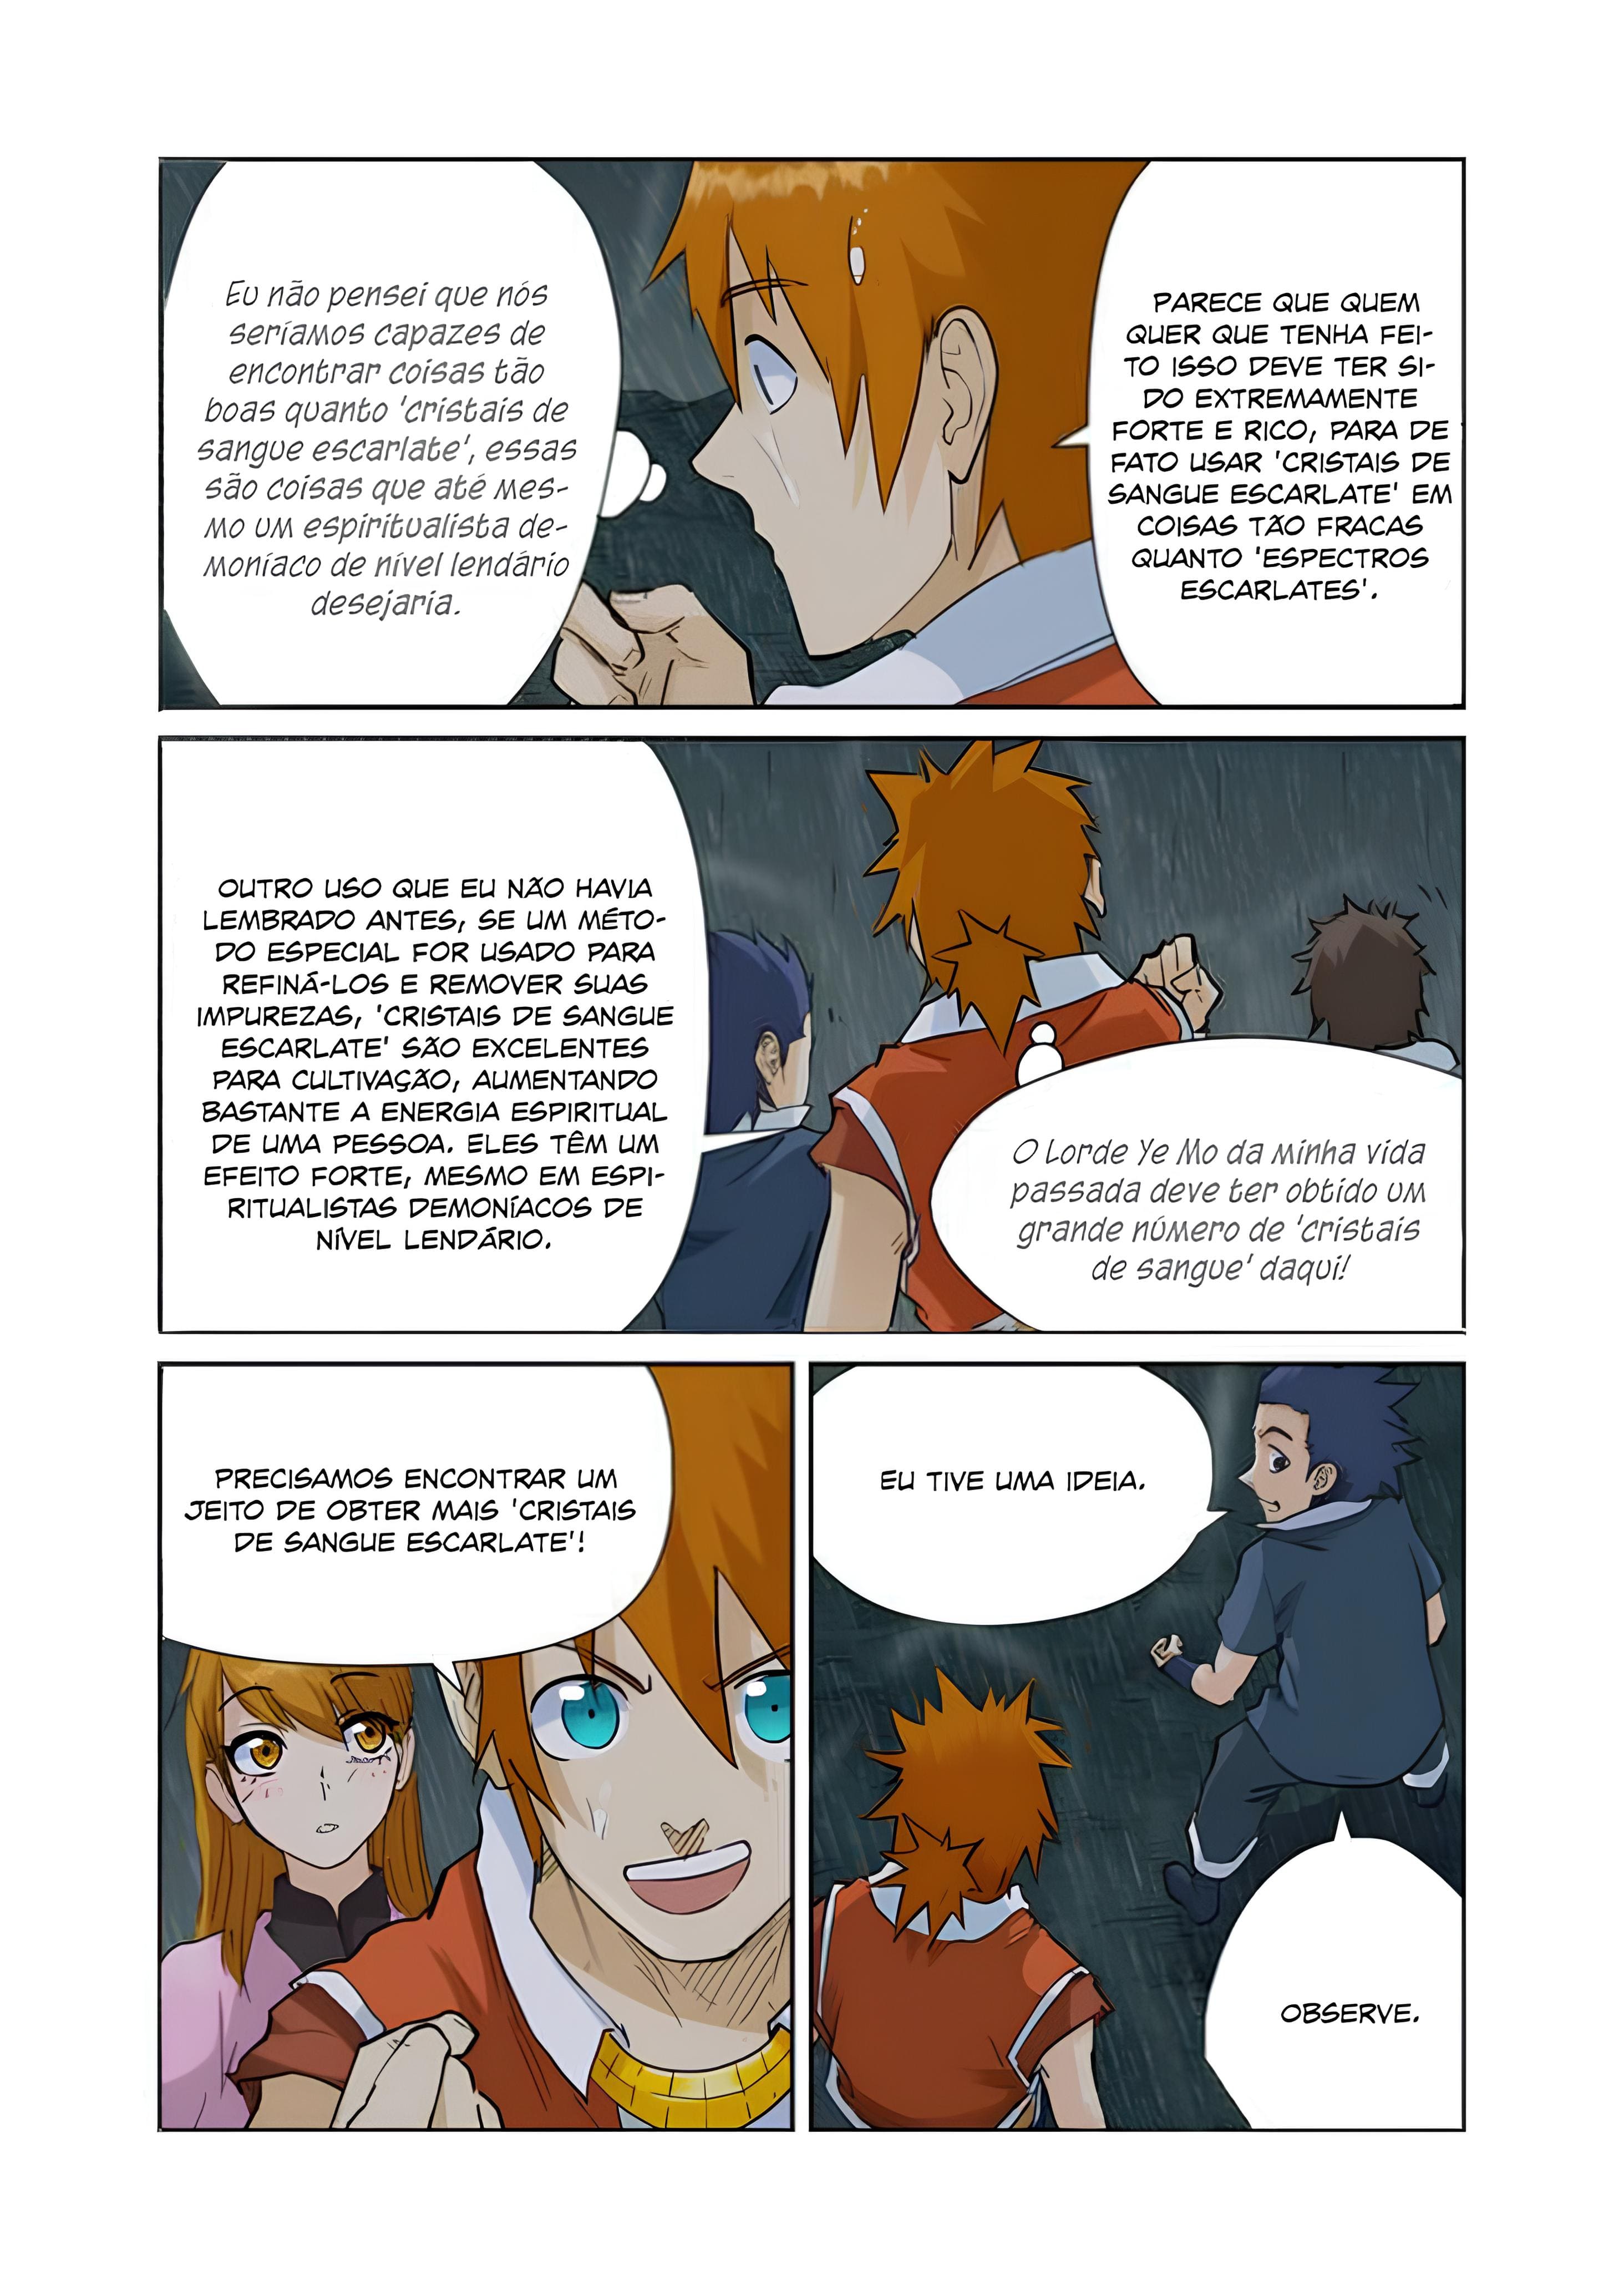 Eu não pensei que nós
seríamos capazes de
encontrar coisas tão
boas quanto 'cristais de
sangue escarlate', essas
são coisas que até mes-
mo um espiritualista de-
moníaco de nível lendário
desejaria.
PARECE QUE QUEM
QUER QUE TENHA FEI-
TO ISSO DEVE TER SI-
DO EXTREMAMENTE
FORTE E RICO, PARA DE
FATO USAR 'CRISTAIS DE
SANGUE ESCARLATE' EM
COISAS TÃO FRACAS
QUANTO 'ESPECTROS
ESCARLATES'.
OUTRO USO QUE EU NÃO HAVIA
LEMBRADO ANTES, SE UM MÉTO-
DO ESPECIAL FOR USADO PARA
REFINÁ-LOS E REMOVER SUAS
IMPUREZAS, 'CRISTAIS DE SANGUE
ESCARLATE' SÃO EXCELENTES
PARA CULTIVAÇÃO, AUMENTANDO
BASTANTE A ENERGIA ESPIRITUAL
DE UMA PESSOA. ELES TÊM UM
EFEITO FORTE, MESMO EM ESPI-
RITUALISTAS DEMONÍACOS DE
NÍVEL LENDÁRIO.
O Lorde Ye Mo da minha vida
passada deve ter obtido um
grande número de 'cristais
de sangue' daqui!
PRECISAMOS ENCONTRAR UM
JEITO DE OBTER MAIS 'CRISTAIS
DE SANGUE ESCARLATE'!
EU TIVE UMA IDEIA.
OBSERVE.